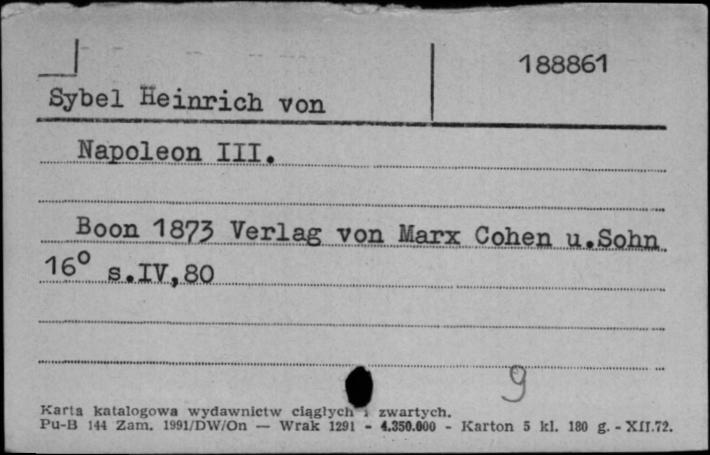 188861
Sybel Heinrich von
Napoleon III.
Boon 1873 Verlag von Marx Cohen u.Sohn
16° s.IV,80
9
Karta katalogowa wydawnictw ciągłych i zwartych.
Pu-B 144 Zam. 1991/DW/On — Wrak 1291 - 4.350.000 - Karton 5 kl. 180 g. - XII.72.